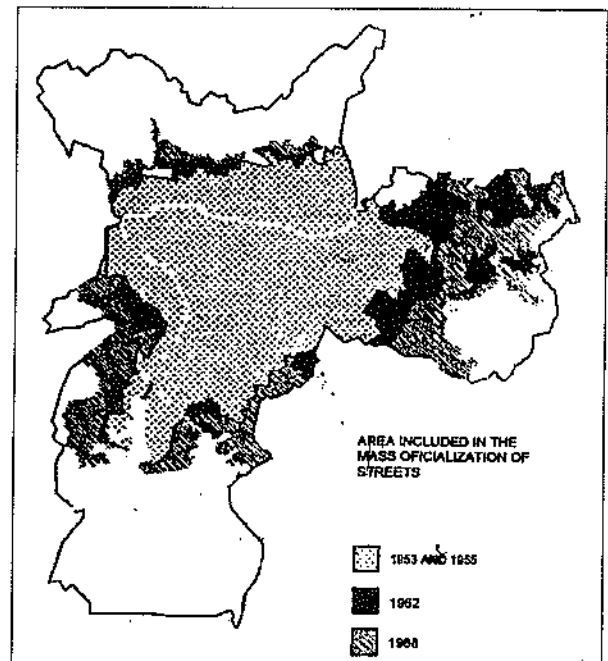 AREA INCLUDED IN THE
MASS OFICIALIZATION OF
STREETS
1953 AND 1955
1962
1968